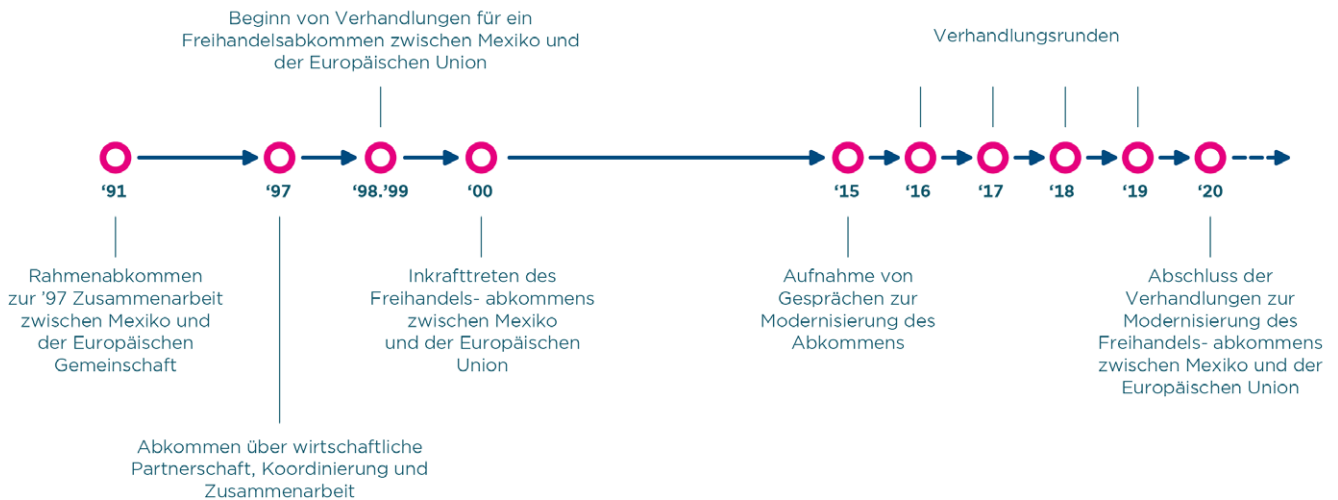 Beginn von Verhandlungen für ein
Freihandelsabkommen zwischen Mexiko und
der Europäischen Union
Verhandlungsrunden
‘91
‘97
‘98.’99
‘00
‘15
‘16
‘17
‘18
‘19
‘20
Rahmenabkommen
zur ’97 Zusammenarbeit
zwischen Mexiko und
der Europäischen
Gemeinschaft
Inkrafttreten des
Freihandels- abkommens
zwischen Mexiko
und der Europäischen
Union
Aufnahme von
Gesprächen zur
Modernisierung des
Abkommens
Abschluss der
Verhandlungen zur
Modernisierung des
Freihandels- abkommens
zwischen Mexiko und der
Europäischen Union
Abkommen über wirtschaftliche
Partnerschaft, Koordinierung und
Zusammenarbeit